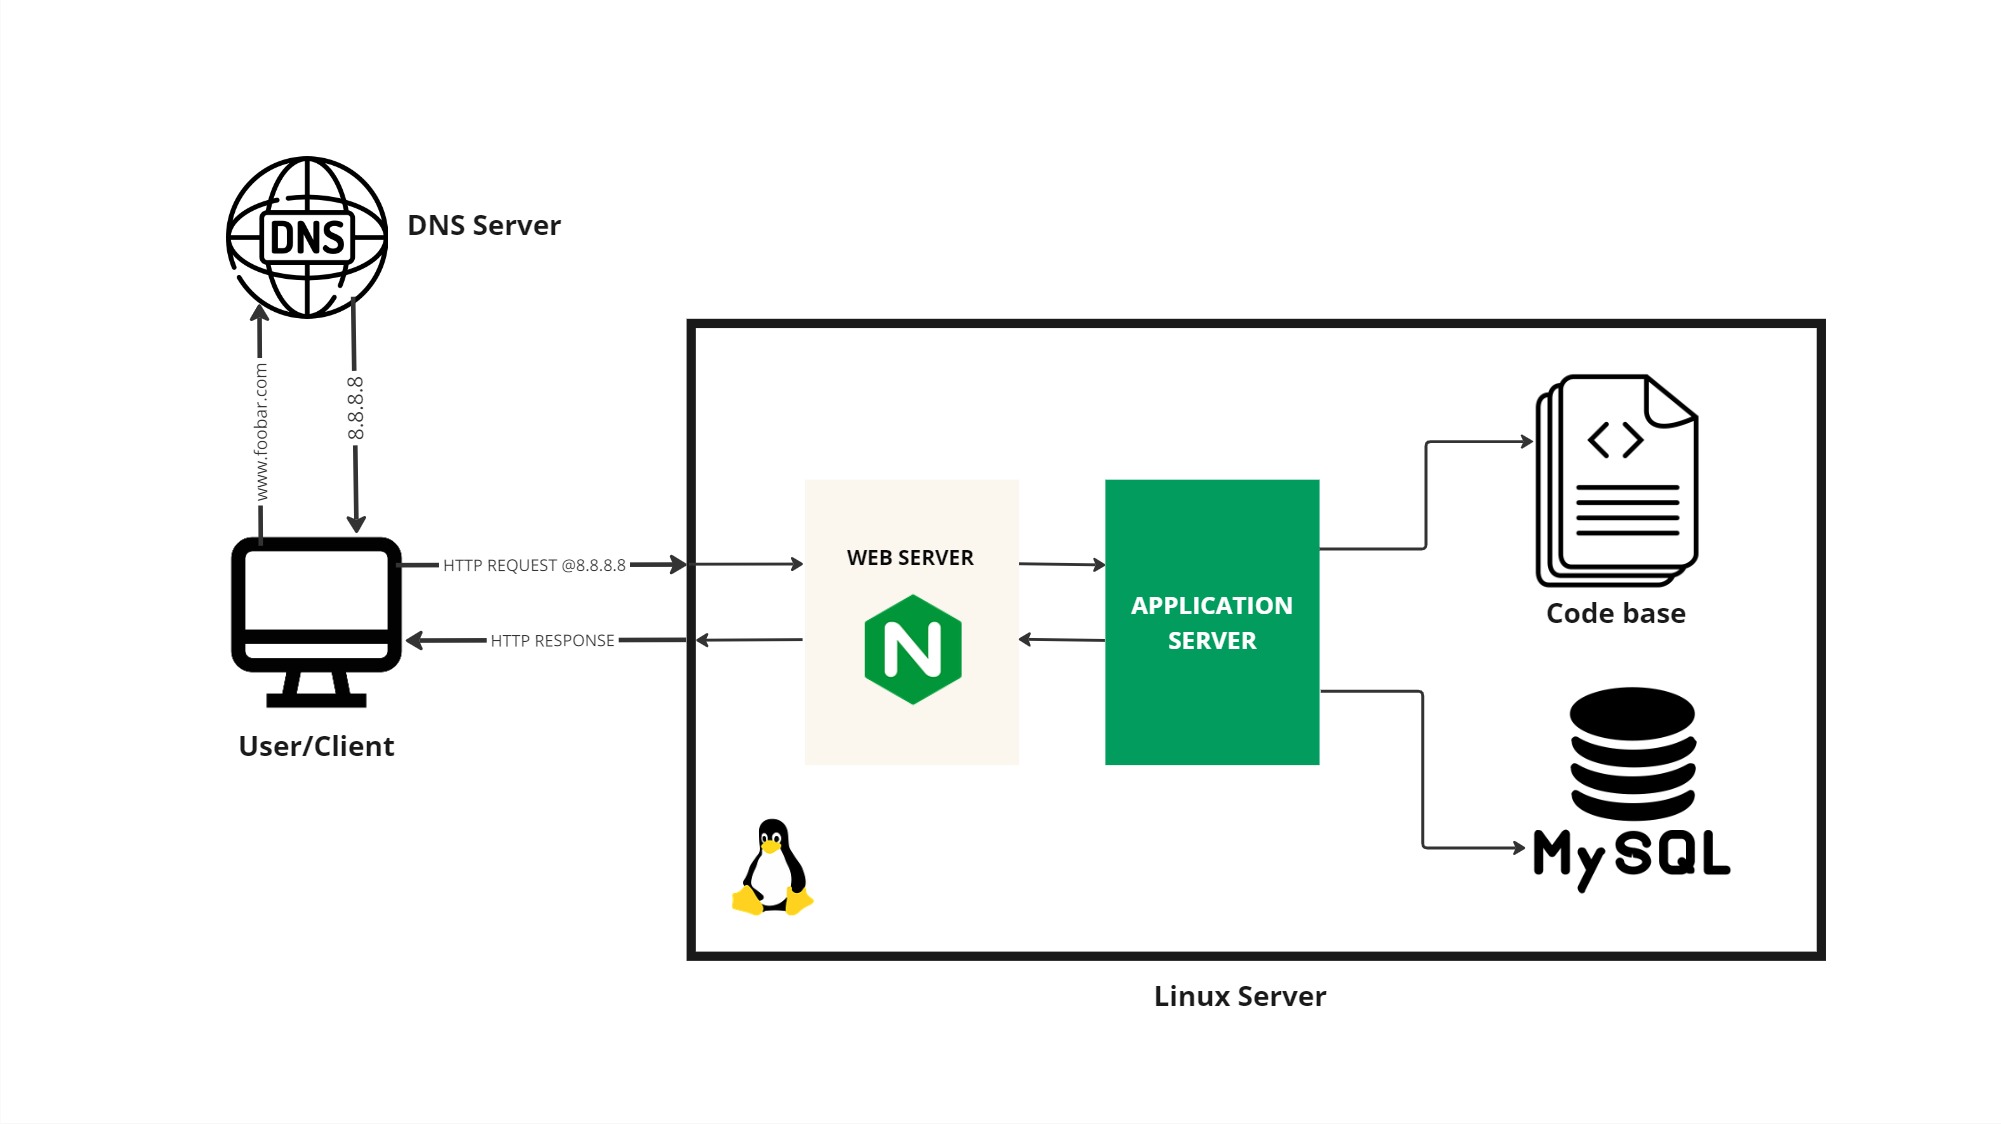 DNS
DNS Server
www.foobar.com
8.8.8.8
HTTP REQUEST @8.8.8.8
HTTP RESPONSE
User/Client
WEB SERVER
N
APPLICATION
SERVER
Code base
MySQL
Linux Server